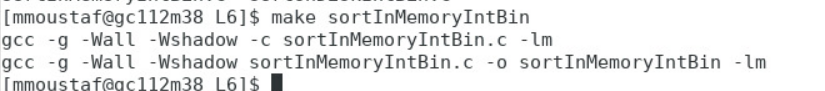 [mmoustaf@gc112m38 L6]$ make sortInMemoryIntBin
gcc -g -Wall -Wshadow -c sortInMemoryIntBin.c -lm
gcc -g -Wall -Wshadow sortInMemoryIntBin.c -o sortInMemoryIntBin -lm
[mmoustaf@gc112m38 L6]$